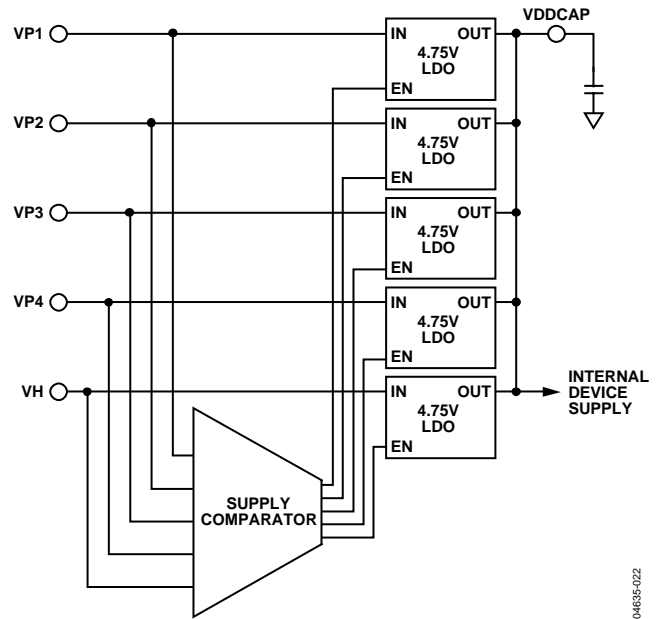 VP1
IN
OUT
4.75V
LDO
EN
VDDCAP
VP2
IN
OUT
4.75V
LDO
EN
VP3
IN
OUT
4.75V
LDO
EN
VP4
IN
OUT
4.75V
LDO
EN
VH
IN
OUT
4.75V
LDO
EN
INTERNAL
DEVICE
SUPPLY
SUPPLY
COMPARATOR
04635-022